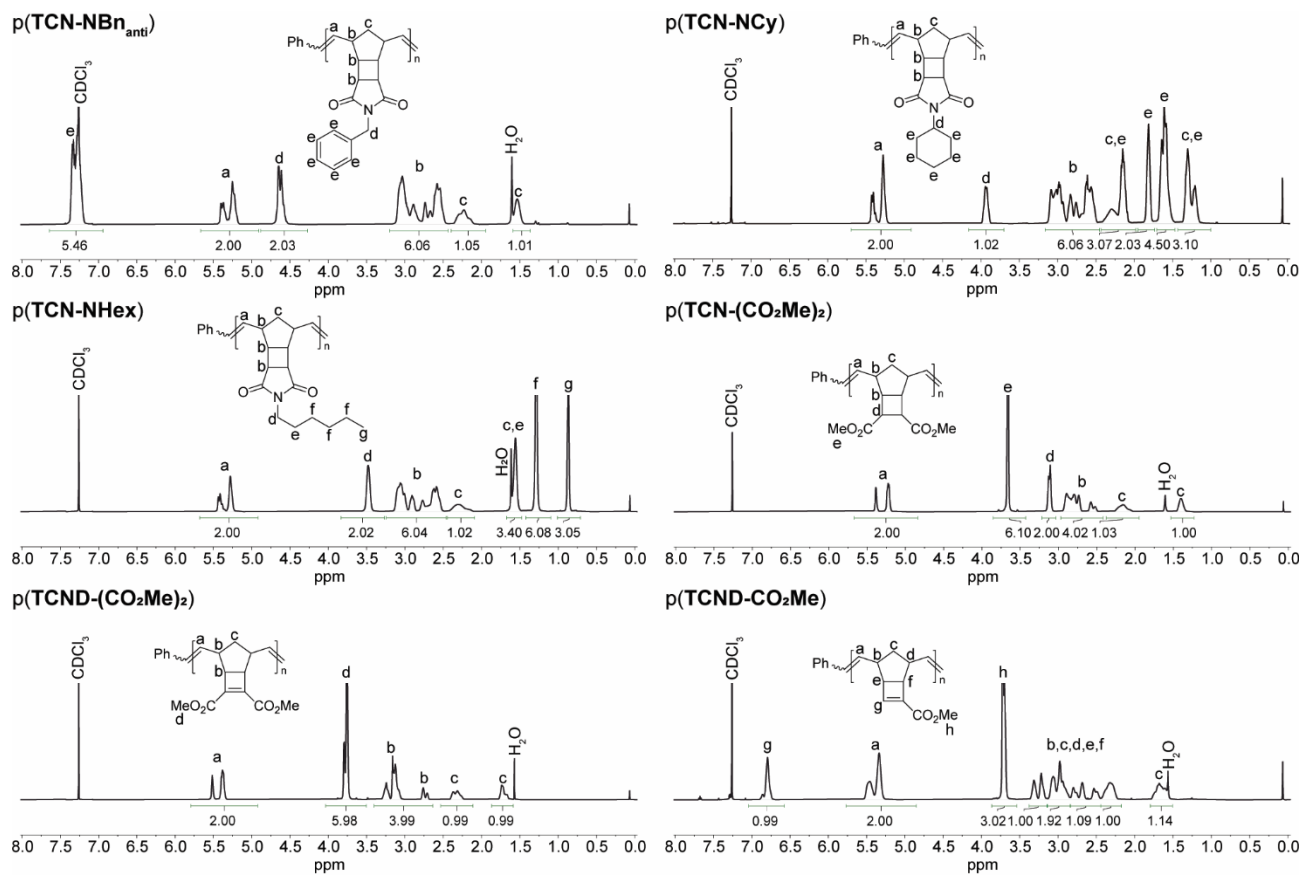 p(TCN-NBn_anti)
a
c
Ph
b
n
b
b
O
N
O
e
e
d
e
e
e
CDCl₃
e
a
d
b
c
H₂O
c
5.46
2.00
2.03
6.06
1.05
1.01
8.0 7.5 7.0 6.5 6.0 5.5 5.0 4.5 4.0 3.5 3.0 2.5 2.0 1.5 1.0 0.5 0.0
ppm
p(TCN-NCy)
a
c
Ph
b
n
b
b
O
N
O
d
e
e
e
e
e
CDCl₃
a
d
b
c,e
e
e
c,e
2.00
1.02
6.06
3.07
2.03
4.50
3.10
8.0 7.5 7.0 6.5 6.0 5.5 5.0 4.5 4.0 3.5 3.0 2.5 2.0 1.5 1.0 0.5 0.0
ppm
p(TCN-NHex)
a
c
Ph
b
n
b
b
O
N
O
d
f
f
e
f
g
CDCl₃
a
d
b
c
H₂O
c,e
f
g
2.00
2.02
6.04
1.02
3.40
6.08
3.05
8.0 7.5 7.0 6.5 6.0 5.5 5.0 4.5 4.0 3.5 3.0 2.5 2.0 1.5 1.0 0.5 0.0
ppm
p(TCN-(CO₂Me)₂)
a
c
Ph
b
n
b
d
MeO₂C
CO₂Me
e
CDCl₃
a
e
d
b
c
H₂O
c
2.00
6.10
2.00
4.02
1.03
1.00
8.0 7.5 7.0 6.5 6.0 5.5 5.0 4.5 4.0 3.5 3.0 2.5 2.0 1.5 1.0 0.5 0.0
ppm
p(TCND-(CO₂Me)₂)
a
c
Ph
b
n
b
MeO₂C
CO₂Me
d
CDCl₃
a
d
b
b
c
c
H₂O
2.00
5.98
3.99
0.99
0.99
8.0 7.5 7.0 6.5 6.0 5.5 5.0 4.5 4.0 3.5 3.0 2.5 2.0 1.5 1.0 0.5 0.0
ppm
p(TCND-CO₂Me)
a
c
Ph
b
d
n
e
f
g
CO₂Me
h
CDCl₃
g
a
h
b,c,d,e,f
c
H₂O
0.99
2.00
3.02
1.00
1.92
1.09
1.00
1.14
8.0 7.5 7.0 6.5 6.0 5.5 5.0 4.5 4.0 3.5 3.0 2.5 2.0 1.5 1.0 0.5 0.0
ppm